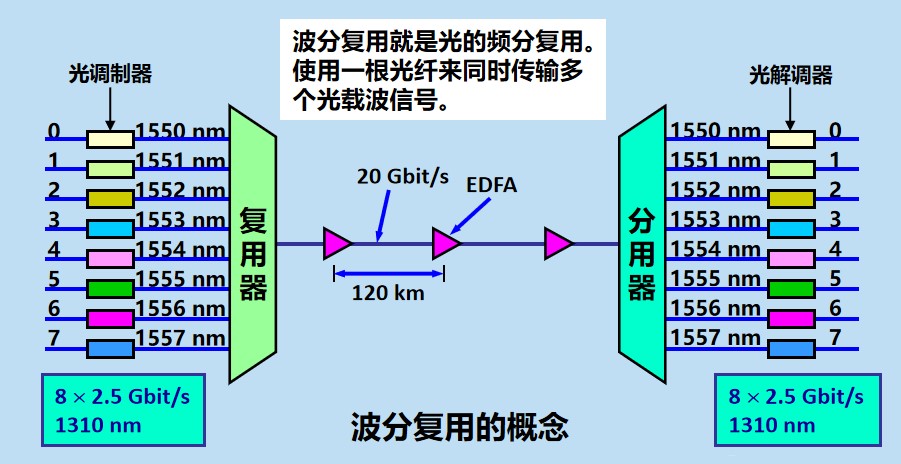 波分复用就是光的频分复用。
使用一根光纤来同时传输多
个光载波信号。
光调制器
光解调器
0 1550 nm
1 1551 nm
2 1552 nm
3 1553 nm
4 1554 nm
5 1555 nm
6 1556 nm
7 1557 nm
复用器
20 Gbit/s
EDFA
120 km
分用器
1550 nm 0
1551 nm 1
1552 nm 2
1553 nm 3
1554 nm 4
1555 nm 5
1556 nm 6
1557 nm 7
8 × 2.5 Gbit/s
1310 nm
8 × 2.5 Gbit/s
1310 nm
波分复用的概念